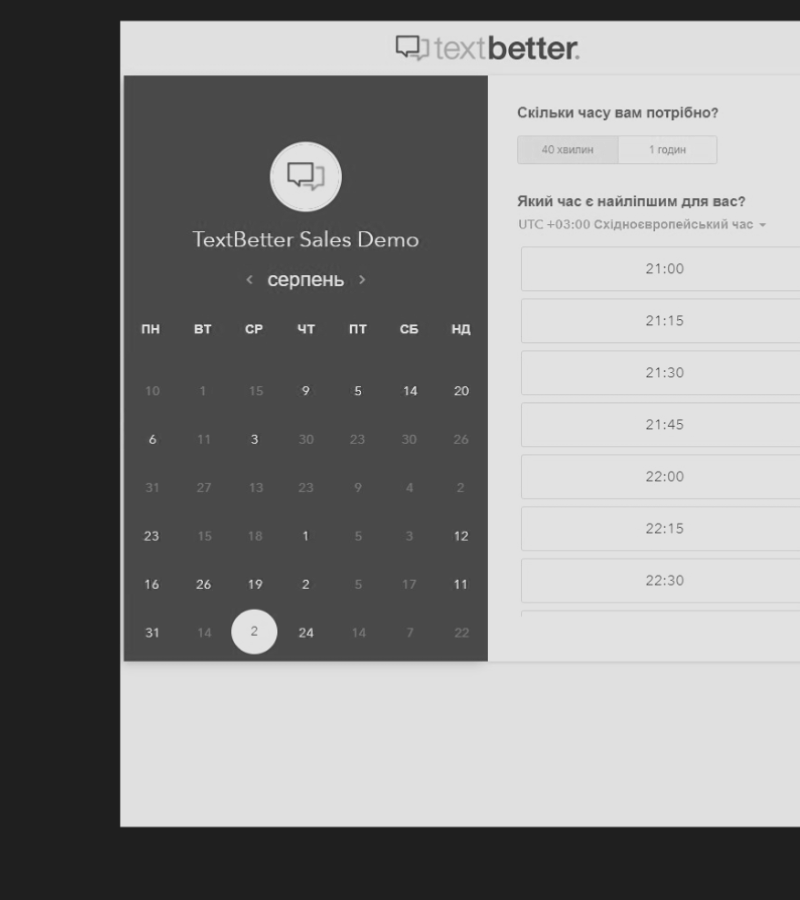 textbetter.
TextBetter Sales Demo
< серпень >
ПН ВТ СР ЧТ ПТ СБ НД
10 1 15 9 5 14 20
6 11 3 30 23 30 26
31 27 13 23 9 4 2
23 15 18 1 5 3 12
16 26 19 2 5 17 11
31 14 2 24 14 7 22
Скільки часу вам потрібно?
40 хвилин 1 годин
Який час є найліпшим для вас?
UTC +03:00 Східноєвропейський час
21:00
21:15
21:30
21:45
22:00
22:15
22:30